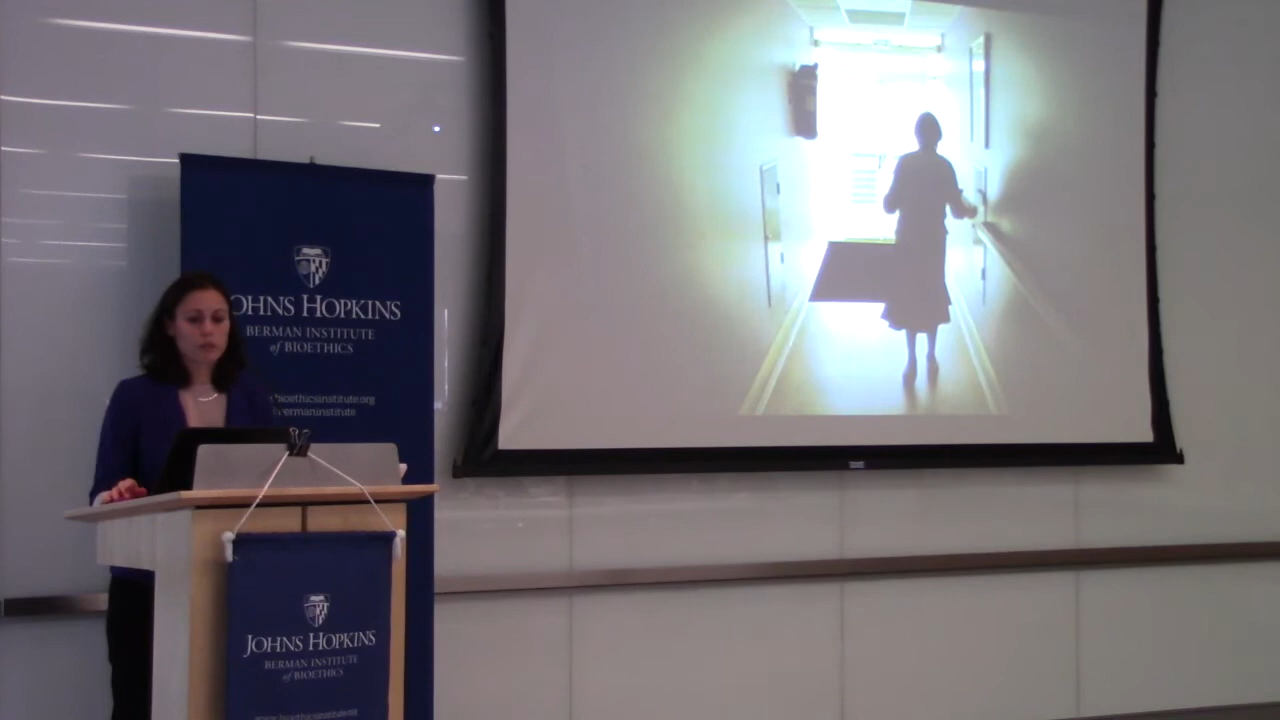 JOHNS HOPKINS
BERMAN INSTITUTE
of BIOETHICS
bioethicsinstitute.org
bermaninstitute
JOHNS HOPKINS
BERMAN INSTITUTE
of BIOETHICS